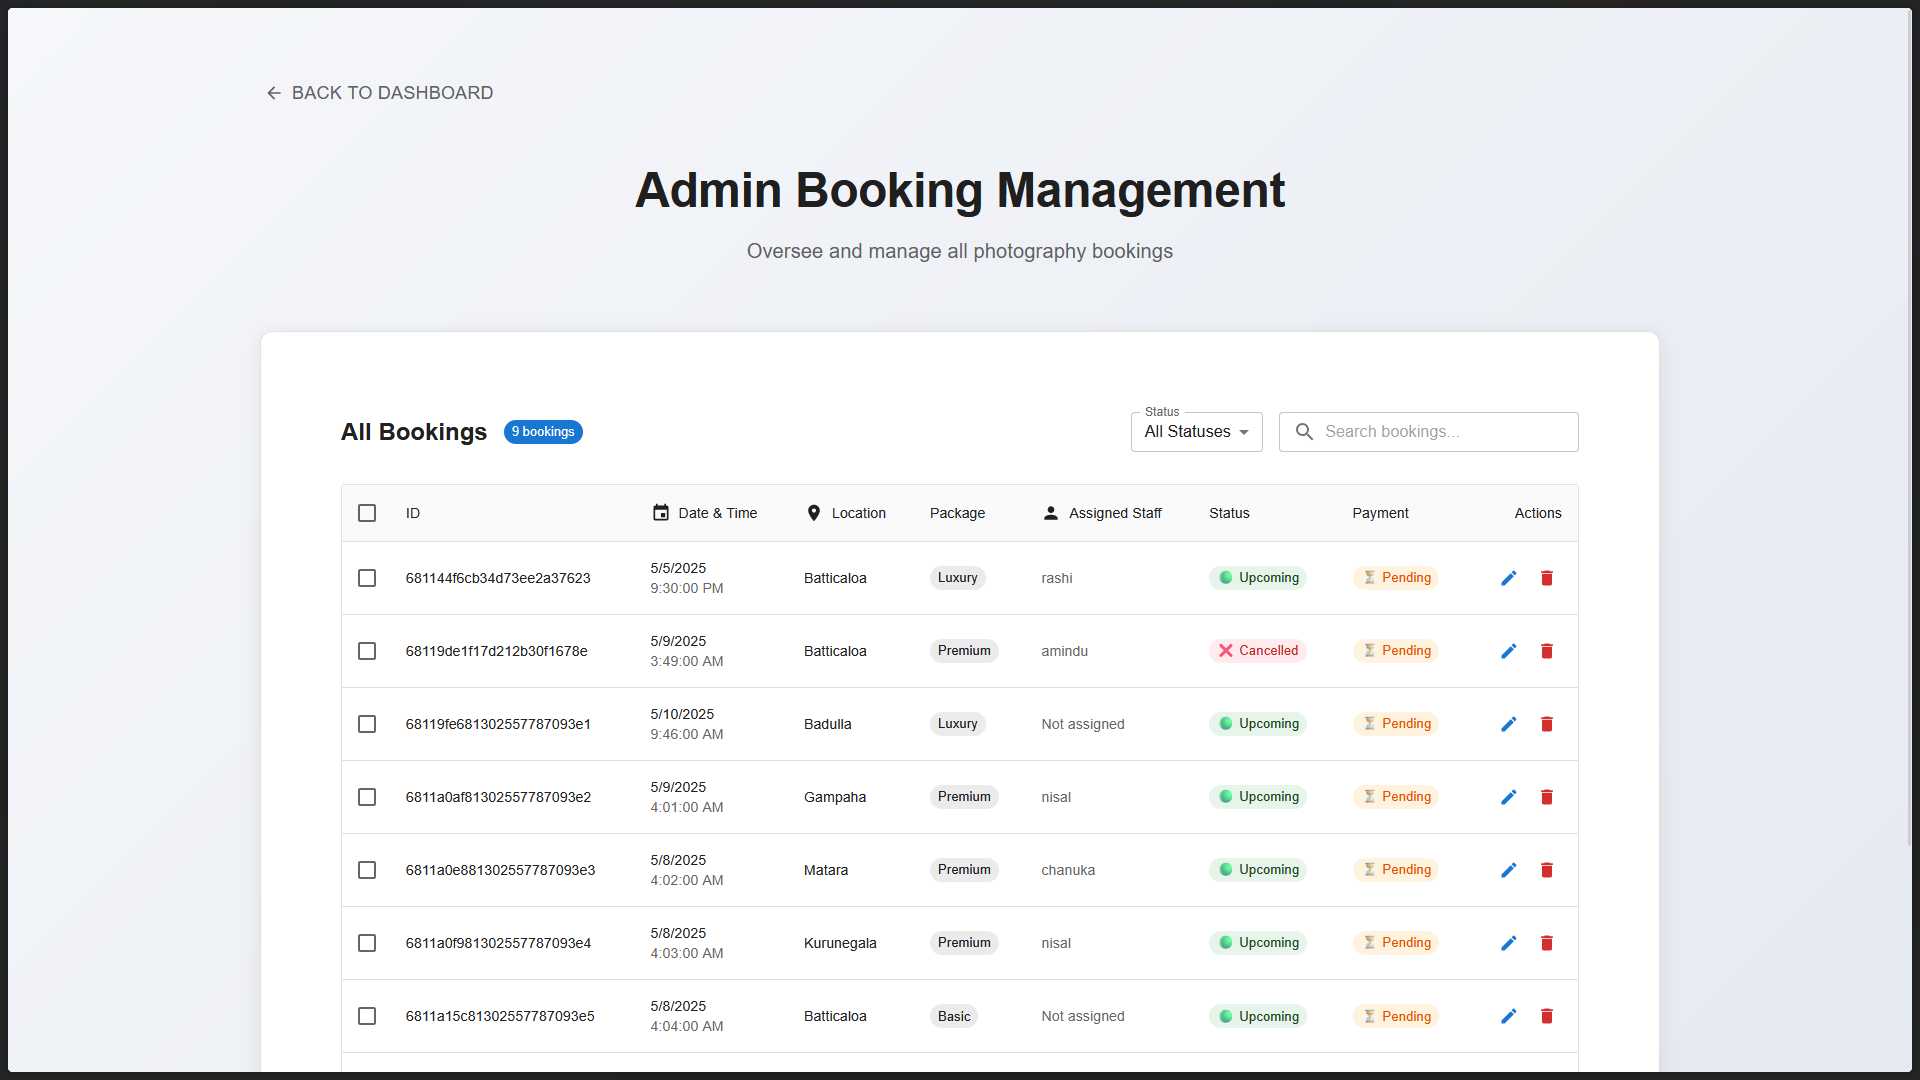 BACK TO DASHBOARD
Admin Booking Management
Oversee and manage all photography bookings
All Bookings 9 bookings
Status
All Statuses
Search bookings...
ID Date & Time Location Package Assigned Staff Status Payment Actions
681144f6cb34d73ee2a37623 5/5/2025 9:30:00 PM Batticaloa Luxury rashi Upcoming Pending
68119de1f17d212b30f1678e 5/9/2025 3:49:00 AM Batticaloa Premium amindu Cancelled Pending
68119fe681302557787093e1 5/10/2025 9:46:00 AM Badulla Luxury Not assigned Upcoming Pending
6811a0af81302557787093e2 5/9/2025 4:01:00 AM Gampaha Premium nisal Upcoming Pending
6811a0e881302557787093e3 5/8/2025 4:02:00 AM Matara Premium chanuka Upcoming Pending
6811a0f981302557787093e4 5/8/2025 4:03:00 AM Kurunegala Premium nisal Upcoming Pending
6811a15c81302557787093e5 5/8/2025 4:04:00 AM Batticaloa Basic Not assigned Upcoming Pending